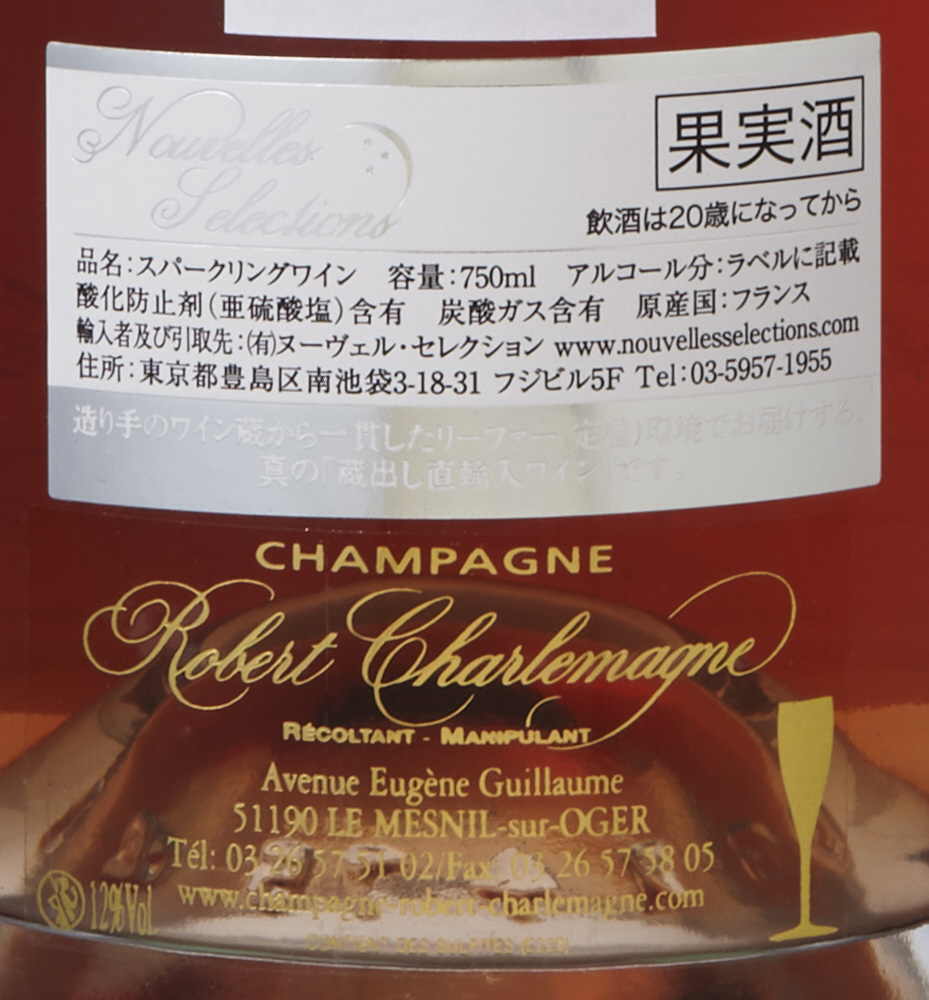 Nouvelles
Selections
果実酒
飲酒は20歳になってから
品名:スパークリングワイン 容量:750ml アルコール分:ラベルに記載
酸化防止剤(亜硫酸塩)含有 炭酸ガス含有 原産国:フランス
輸入者及び引取先:(有)ヌーヴェル・セレクション www.nouvellesselections.com
住所:東京都豊島区南池袋3-18-31 フジビル5F Tel:03-5957-1955
造り手のワイン蔵から一貫したリーファー(定温)環境でお届けする。
真の「蔵出し直輸入ワイン」です。
CHAMPAGNE
Robert Charlemagne
RÉCOLTANT - MANIPULANT
Avenue Eugène Guillaume
51190 LE MESNIL-sur-OGER
Tél: 03 26 57 51 02/Fax 03 26 57 58 05
www.champagne-robert-charlemagne.com
12%Vol.
CONTIENT DES SULFITES